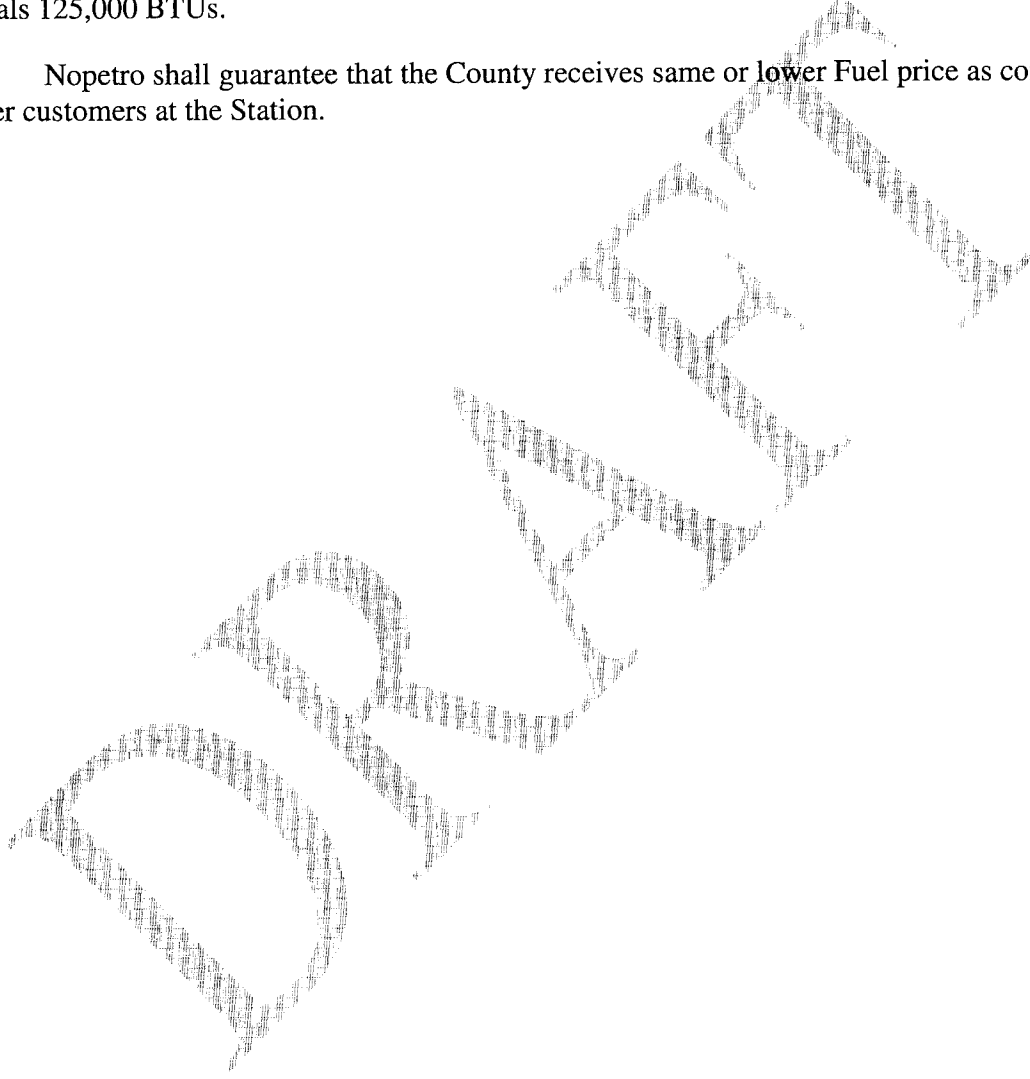 als 125,000 BTUs.
Nopetro shall guarantee that the County receives same or lower Fuel price as co
er customers at the Station.
DRAFT